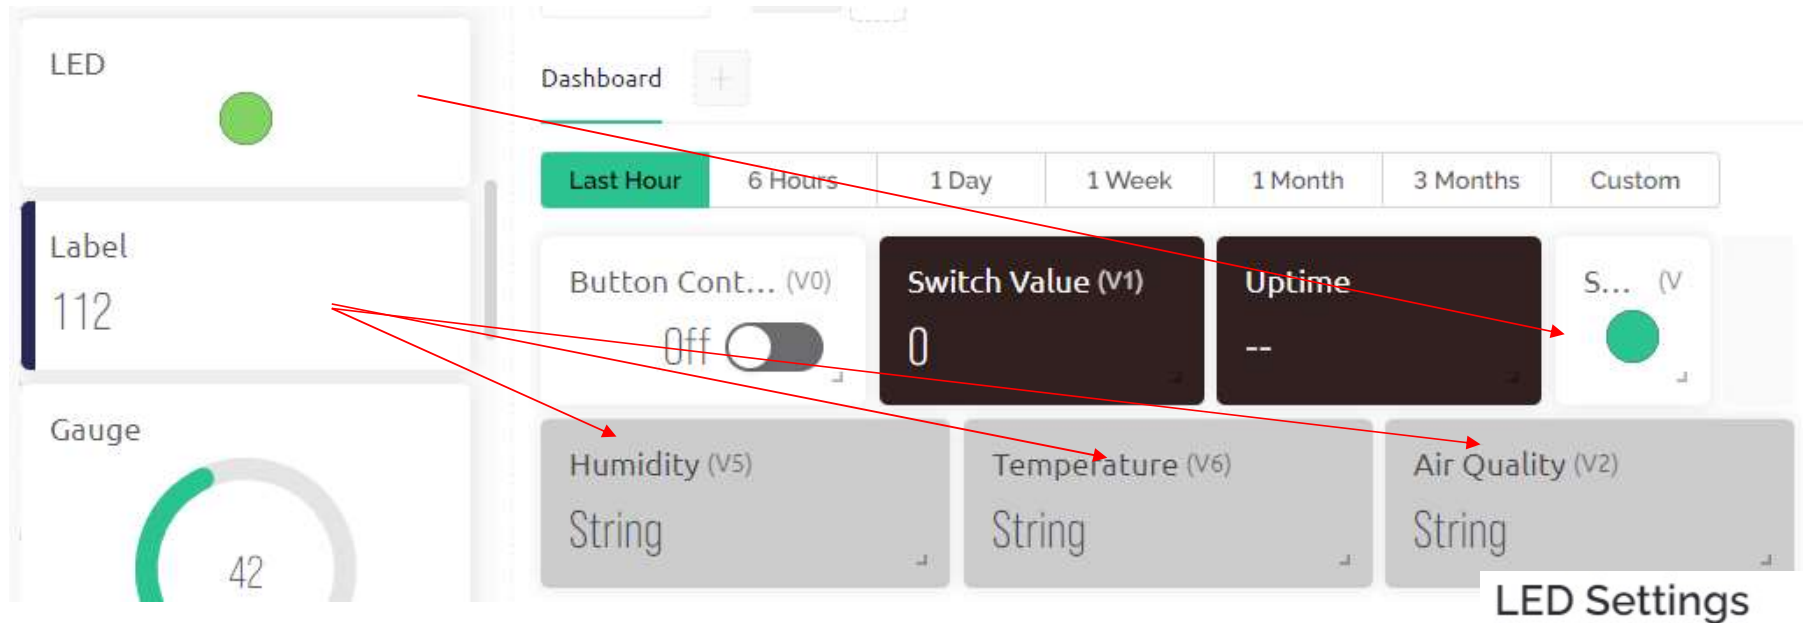 LED
Label
112
Gauge
42
Dashboard
+
Last Hour 6 Hours 1 Day 1 Week 1 Month 3 Months Custom
Button Cont... (V0)
Off
Switch Value (V1)
0
Uptime
--
S... (V
Humidity (V5)
String
Temperature (V6)
String
Air Quality (V2)
String
LED Settings